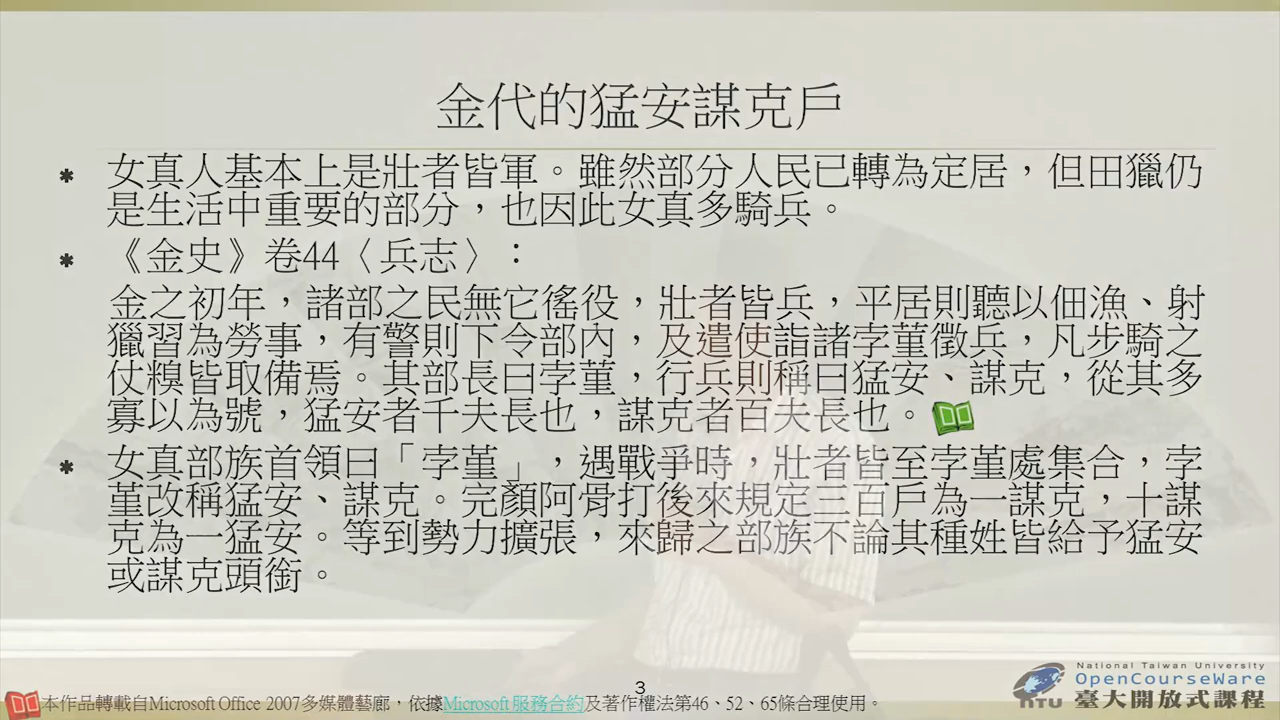 金代的猛安謀克戶
* 女真人基本上是壯者皆軍。雖然部分人民已轉為定居，但田獵仍
是生活中重要的部分，也因此女真多騎兵。
* 《金史》卷44〈兵志〉：
金之初年，諸部之民無它徭役，壯者皆兵，平居則聽以佃漁、射
獵習為勞事，有警則下令部內，及遣使詣諸孛菫徵兵，凡步騎之
仗糗皆取備焉。其部長曰孛菫，行兵則稱曰猛安、謀克，從其多
寡以為號，猛安者千夫長也，謀克者百夫長也。
* 女真部族首領曰「孛菫」，遇戰爭時，壯者皆至孛菫處集合，孛
菫改稱猛安、謀克。完顏阿骨打後來規定三百戶為一謀克，十謀
克為一猛安。等到勢力擴張，來歸之部族不論其種姓皆給予猛安
或謀克頭銜。
3
本作品轉載自Microsoft Office 2007多媒體藝廊，依據Microsoft 服務合約及著作權法第46、52、65條合理使用。
National Taiwan University
OpenCourseWare
NTU 臺大開放式課程